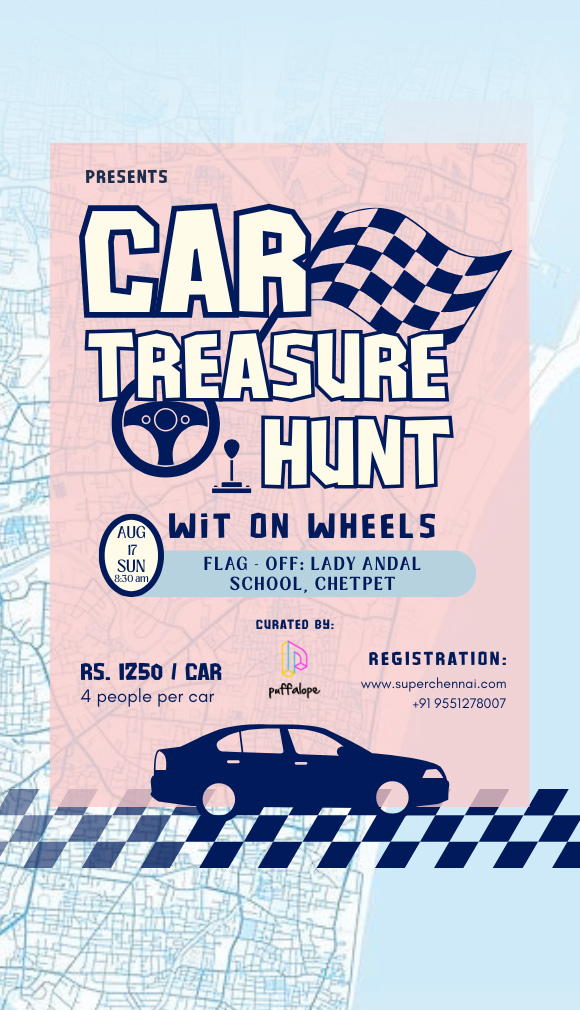 PRESENTS
CAR
TREASURE
HUNT
WiT ON WHEELS
AUG
17
SUN
8:30 am
FLAG - OFF: LADY ANDAL
SCHOOL, CHETPET
CURATED BY:
puffalope
RS. 1250 / CAR
4 people per car
REGISTRATION:
www.superchennai.com
+91 9551278007